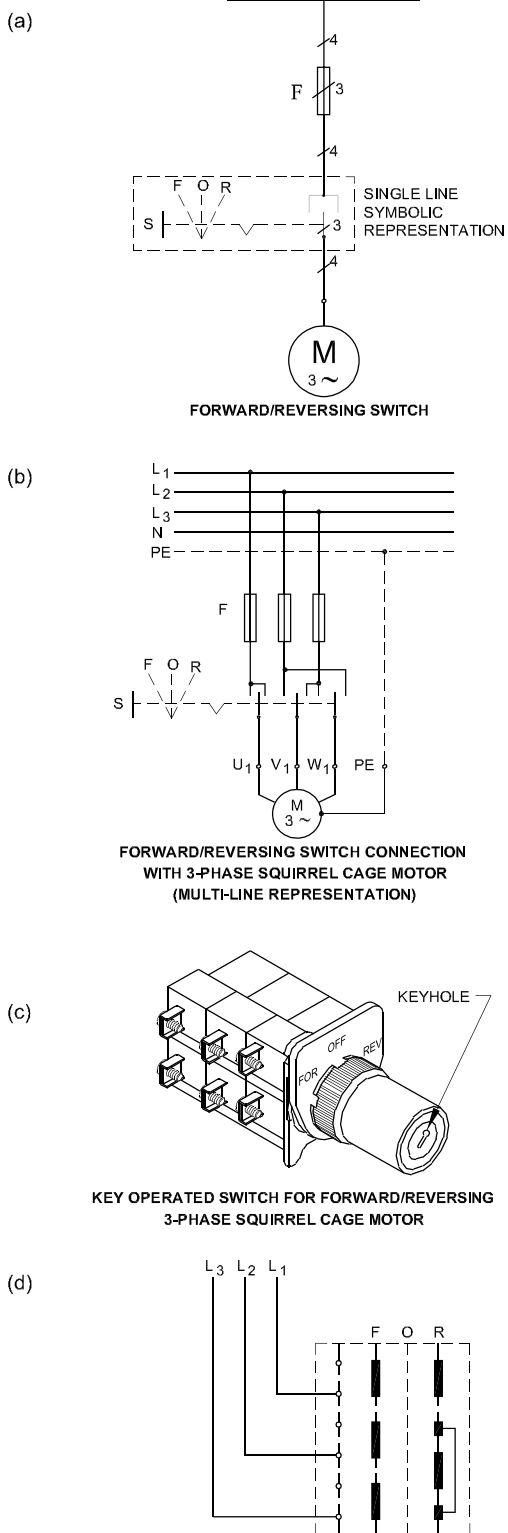 (a)
4
F 3
4
F O R
SINGLE LINE
SYMBOLIC
REPRESENTATION
S
3
4
M
3 ~
FORWARD/REVERSING SWITCH
(b)
L1
L2
L3
N
PE
F
F O R
S
U1 V1 W1 PE
M
3 ~
FORWARD/REVERSING SWITCH CONNECTION
WITH 3-PHASE SQUIRREL CAGE MOTOR
(MULTI-LINE REPRESENTATION)
(c)
KEYHOLE
FOR OFF REV
KEY OPERATED SWITCH FOR FORWARD/REVERSING
3-PHASE SQUIRREL CAGE MOTOR
(d)
L3 L2 L1
F O R